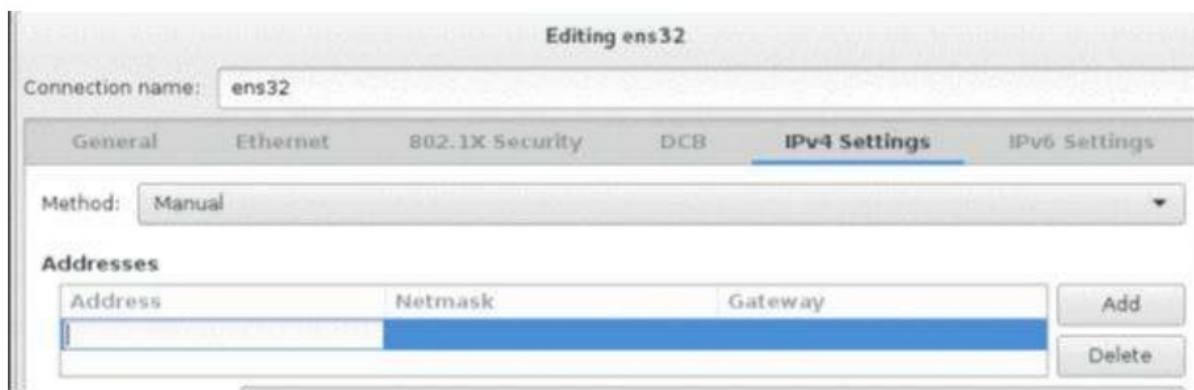 Editing ens32
Connection name: ens32
General Ethernet 802.1X Security DCB IPv4 Settings IPv6 Settings
Method: Manual
Addresses
Address Netmask Gateway Add
Delete